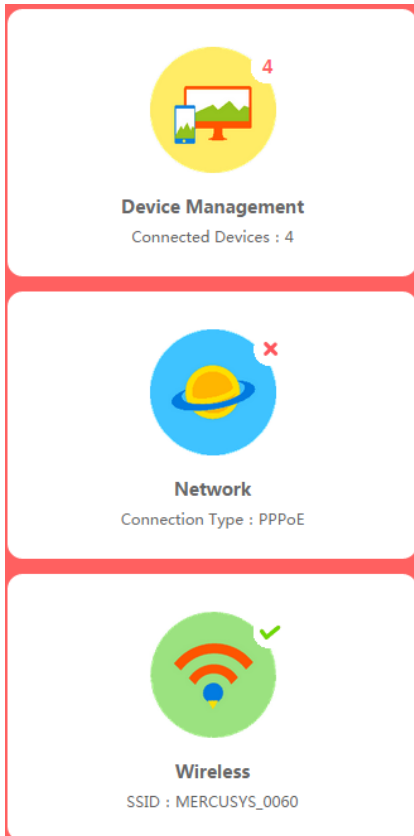 4
Device Management
Connected Devices : 4
Network
Connection Type : PPPoE
Wireless
SSID : MERCUSYS_0060